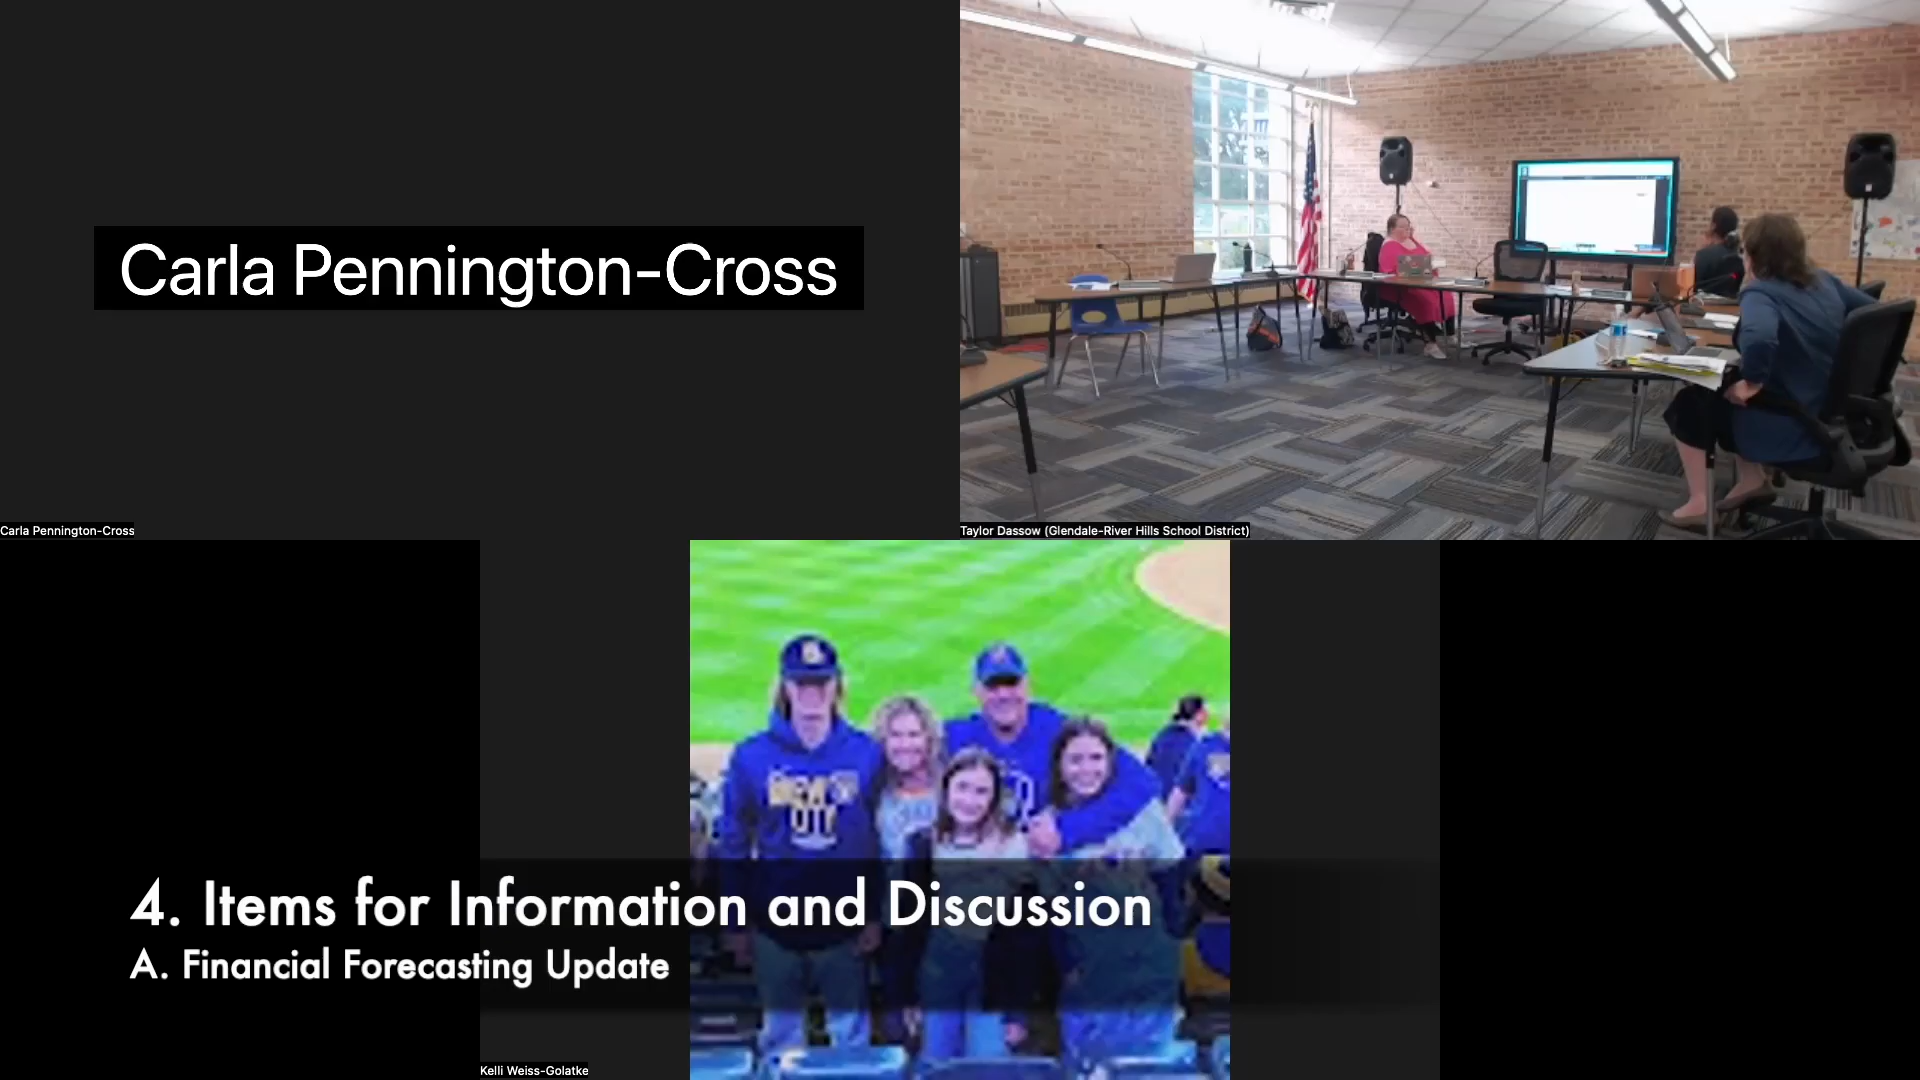 Carla Pennington-Cross
Carla Pennington-Cross
Taylor Dassow (Glendale-River Hills School District)
4. Items for Information and Discussion
A. Financial Forecasting Update
Kelli Weiss-Golatke